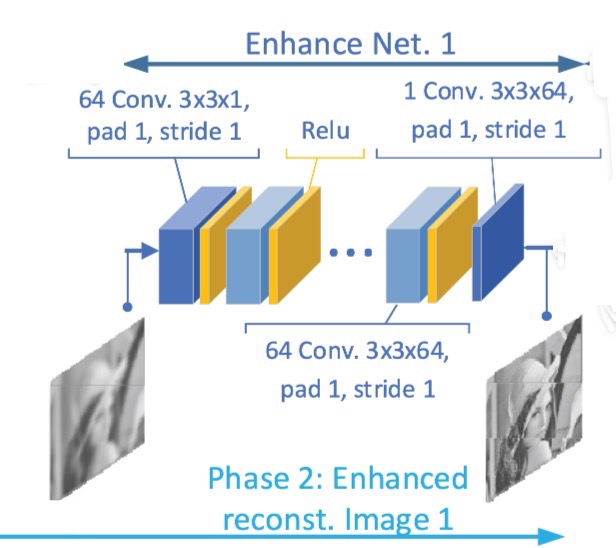 Enhance Net. 1
64 Conv. 3x3x1,
pad 1, stride 1
Relu
1 Conv. 3x3x64,
pad 1, stride 1
64 Conv. 3x3x64,
pad 1, stride 1
Phase 2: Enhanced
reconst. Image 1